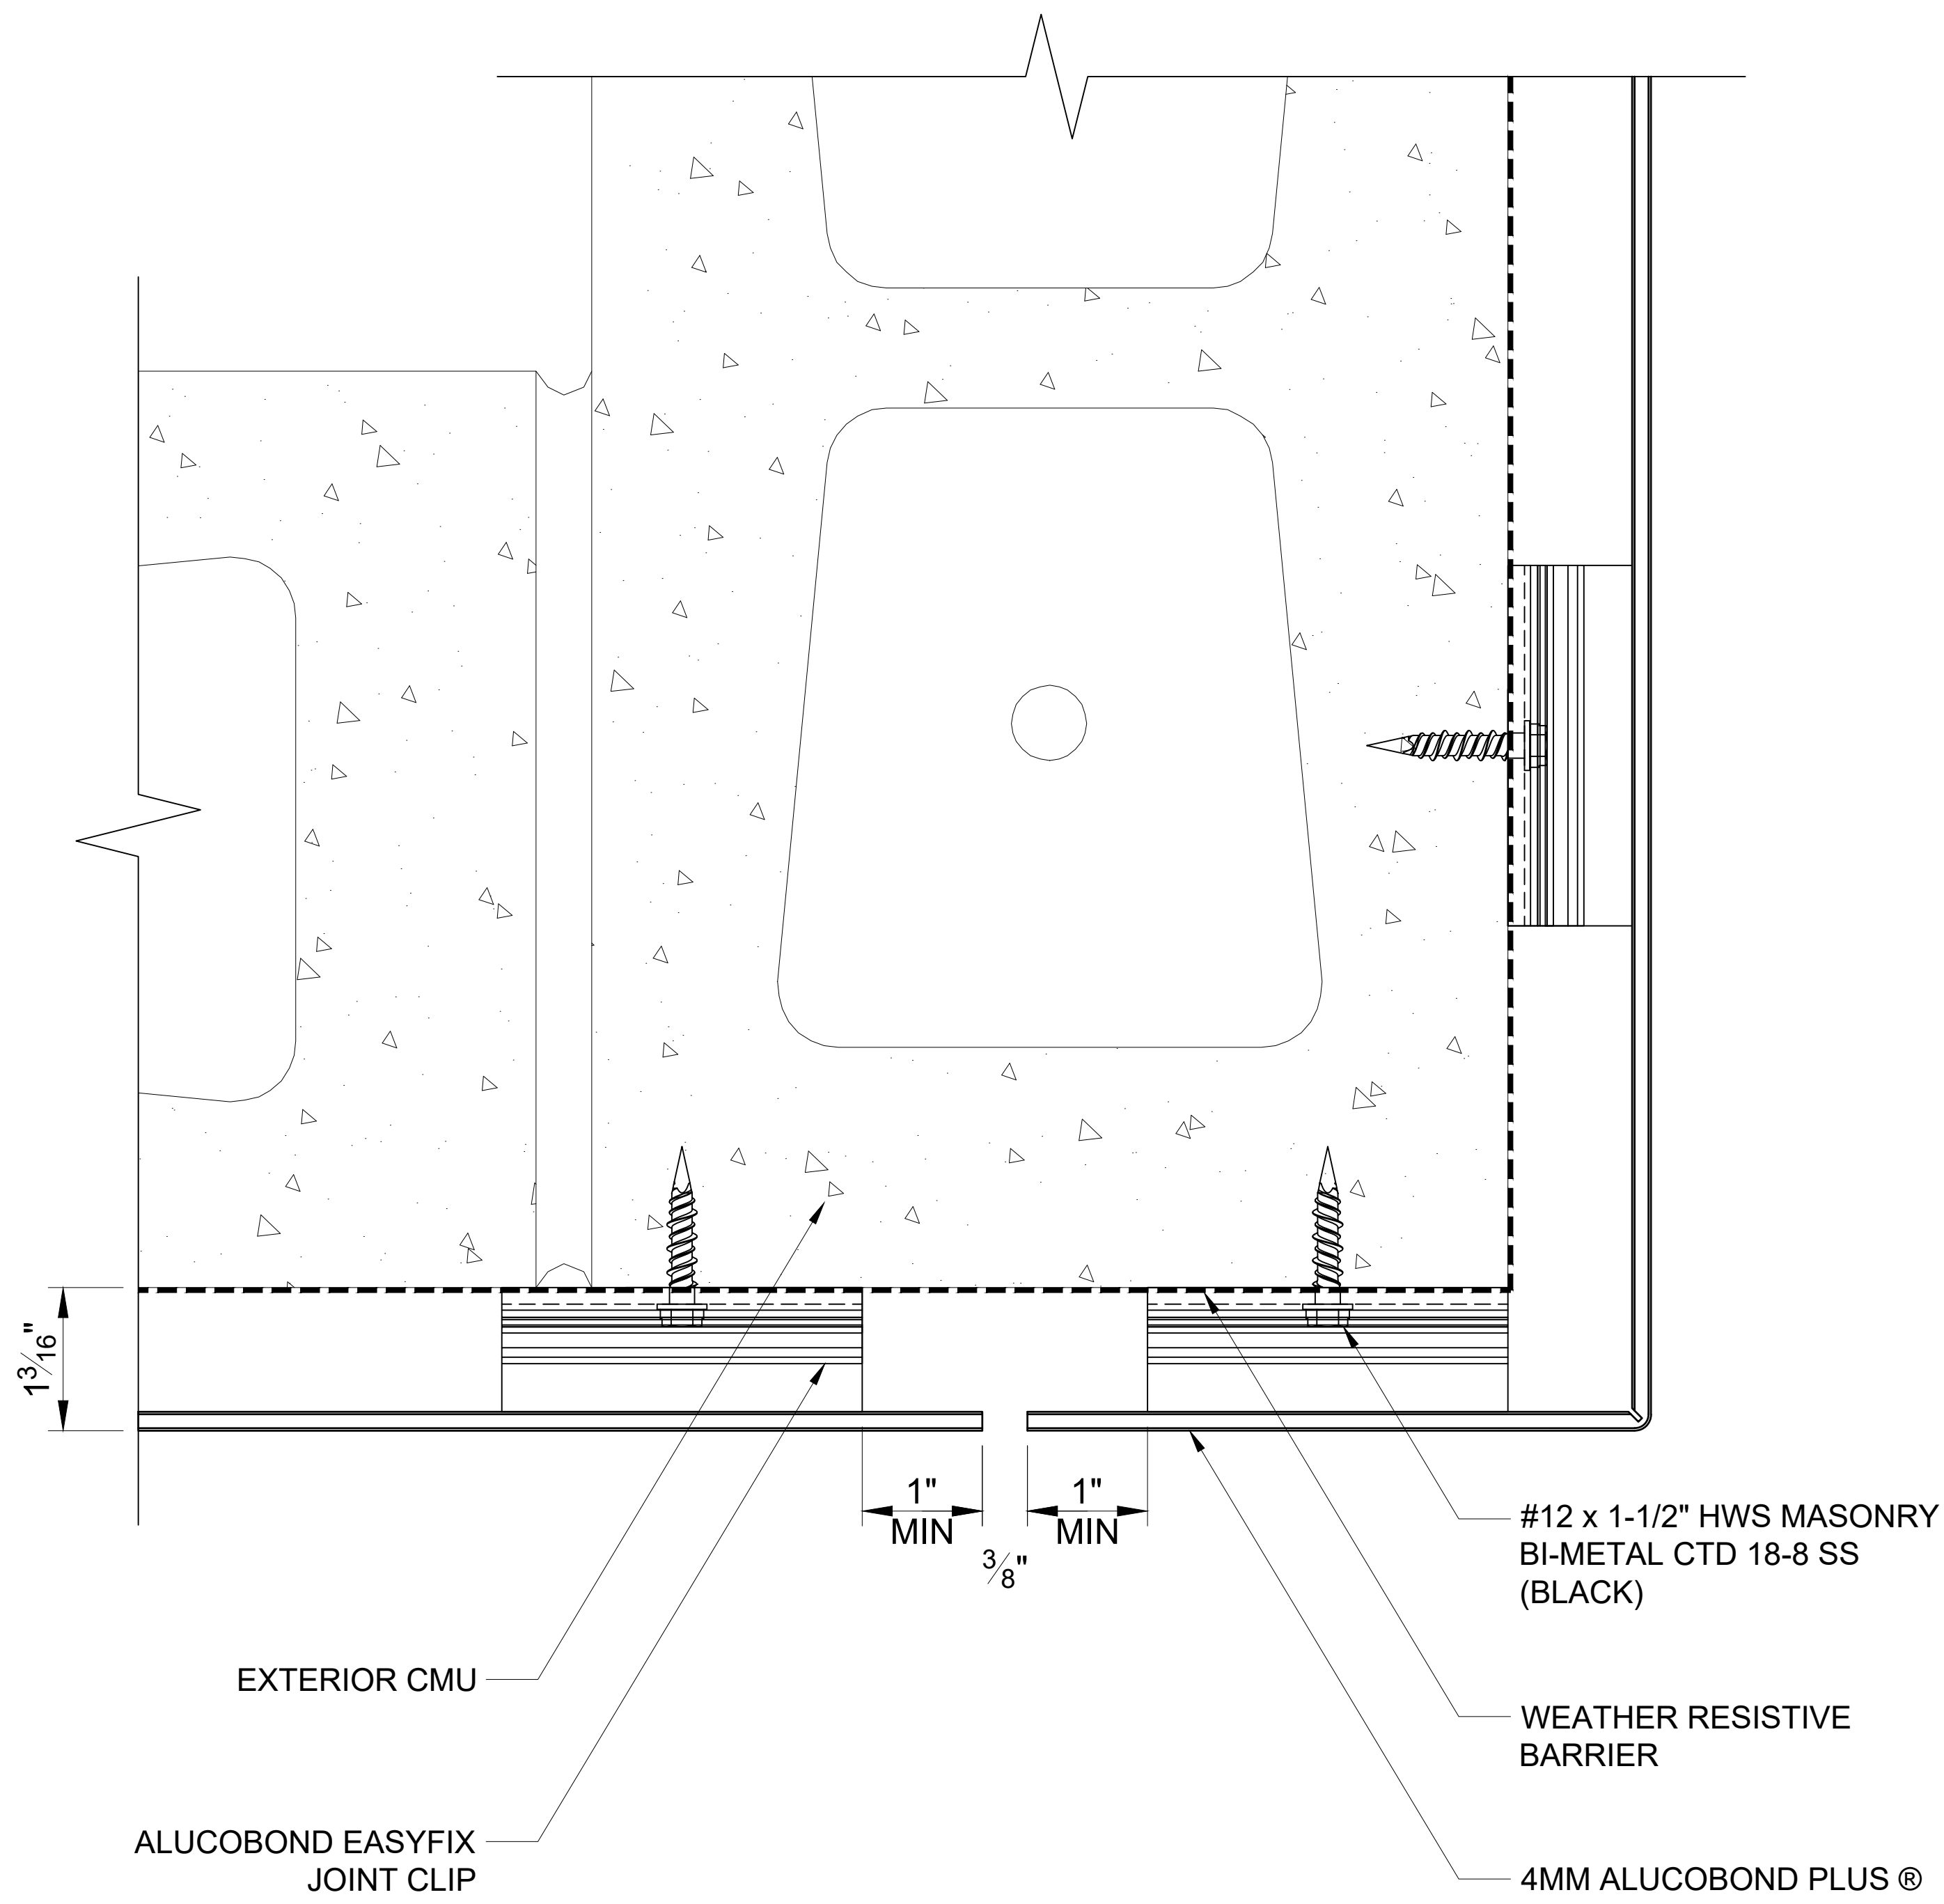 1 3/16"
1"
MIN
1"
MIN
3/8"
#12 x 1-1/2" HWS MASONRY
BI-METAL CTD 18-8 SS
(BLACK)
EXTERIOR CMU
WEATHER RESISTIVE
BARRIER
ALUCOBOND EASYFIX
JOINT CLIP
4MM ALUCOBOND PLUS ®